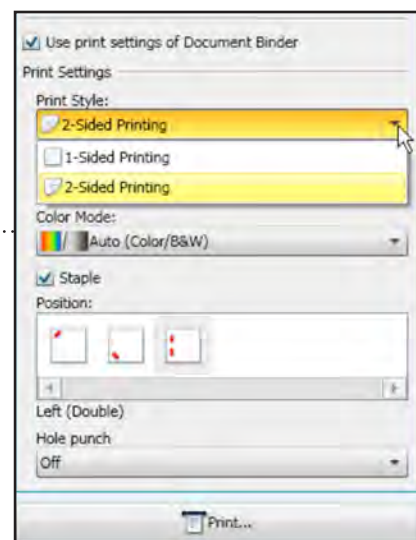 Use print settings of Document Binder
Print Settings
Print Style:
2-Sided Printing
1-Sided Printing
2-Sided Printing
Color Mode:
Auto (Color/B&W)
Staple
Position:
Left (Double)
Hole punch
Off
Print...